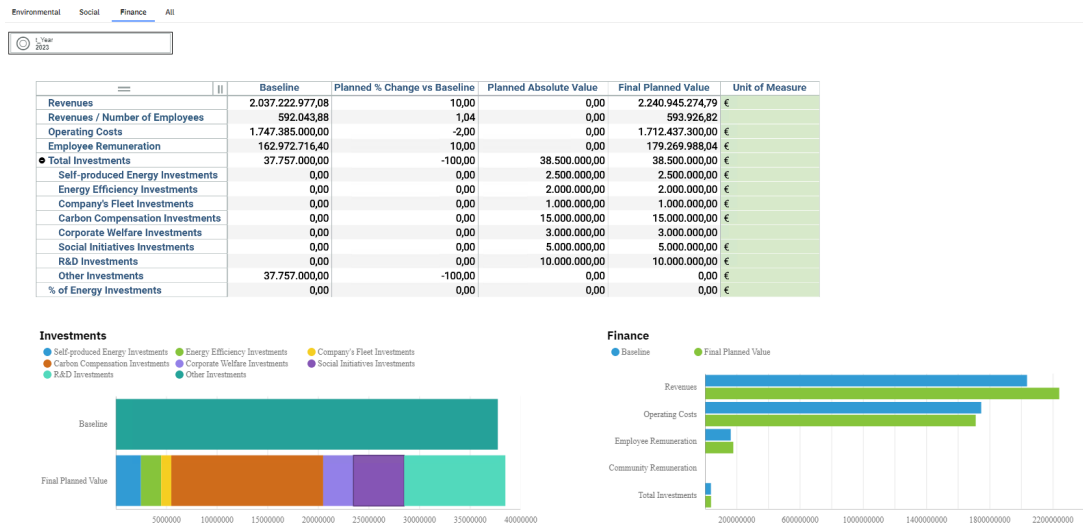 Environmental Social Finance All
t_Year
2023
Baseline Planned % Change vs Baseline Planned Absolute Value Final Planned Value Unit of Measure
Revenues 2.037.222.977,08 10,00 0,00 2.240.945.274,79 €
Revenues / Number of Employees 592.043,88 1,04 0,00 593.926,82
Operating Costs 1.747.385.000,00 -2,00 0,00 1.712.437.300,00 €
Employee Remuneration 162.972.716,40 10,00 0,00 179.269.988,04 €
Total Investments 37.757.000,00 -100,00 38.500.000,00 38.500.000,00 €
Self-produced Energy Investments 0,00 0,00 2.500.000,00 2.500.000,00 €
Energy Efficiency Investments 0,00 0,00 2.000.000,00 2.000.000,00 €
Company's Fleet Investments 0,00 0,00 1.000.000,00 1.000.000,00 €
Carbon Compensation Investments 0,00 0,00 15.000.000,00 15.000.000,00 €
Corporate Welfare Investments 0,00 0,00 3.000.000,00 3.000.000,00
Social Initiatives Investments 0,00 0,00 5.000.000,00 5.000.000,00 €
R&D Investments 0,00 0,00 10.000.000,00 10.000.000,00 €
Other Investments 37.757.000,00 -100,00 0,00 0,00 €
% of Energy Investments 0,00 0,00 0,00 0,00 €
Investments
Self-produced Energy Investments Energy Efficiency Investments Company's Fleet Investments
Carbon Compensation Investments Corporate Welfare Investments Social Initiatives Investments
R&D Investments Other Investments
Baseline
Final Planned Value
5000000 10000000 15000000 20000000 25000000 30000000 35000000 40000000
Finance
Baseline Final Planned Value
Revenues
Operating Costs
Employee Remuneration
Community Remuneration
Total Investments
200000000 600000000 1000000000 1400000000 1800000000 2200000000